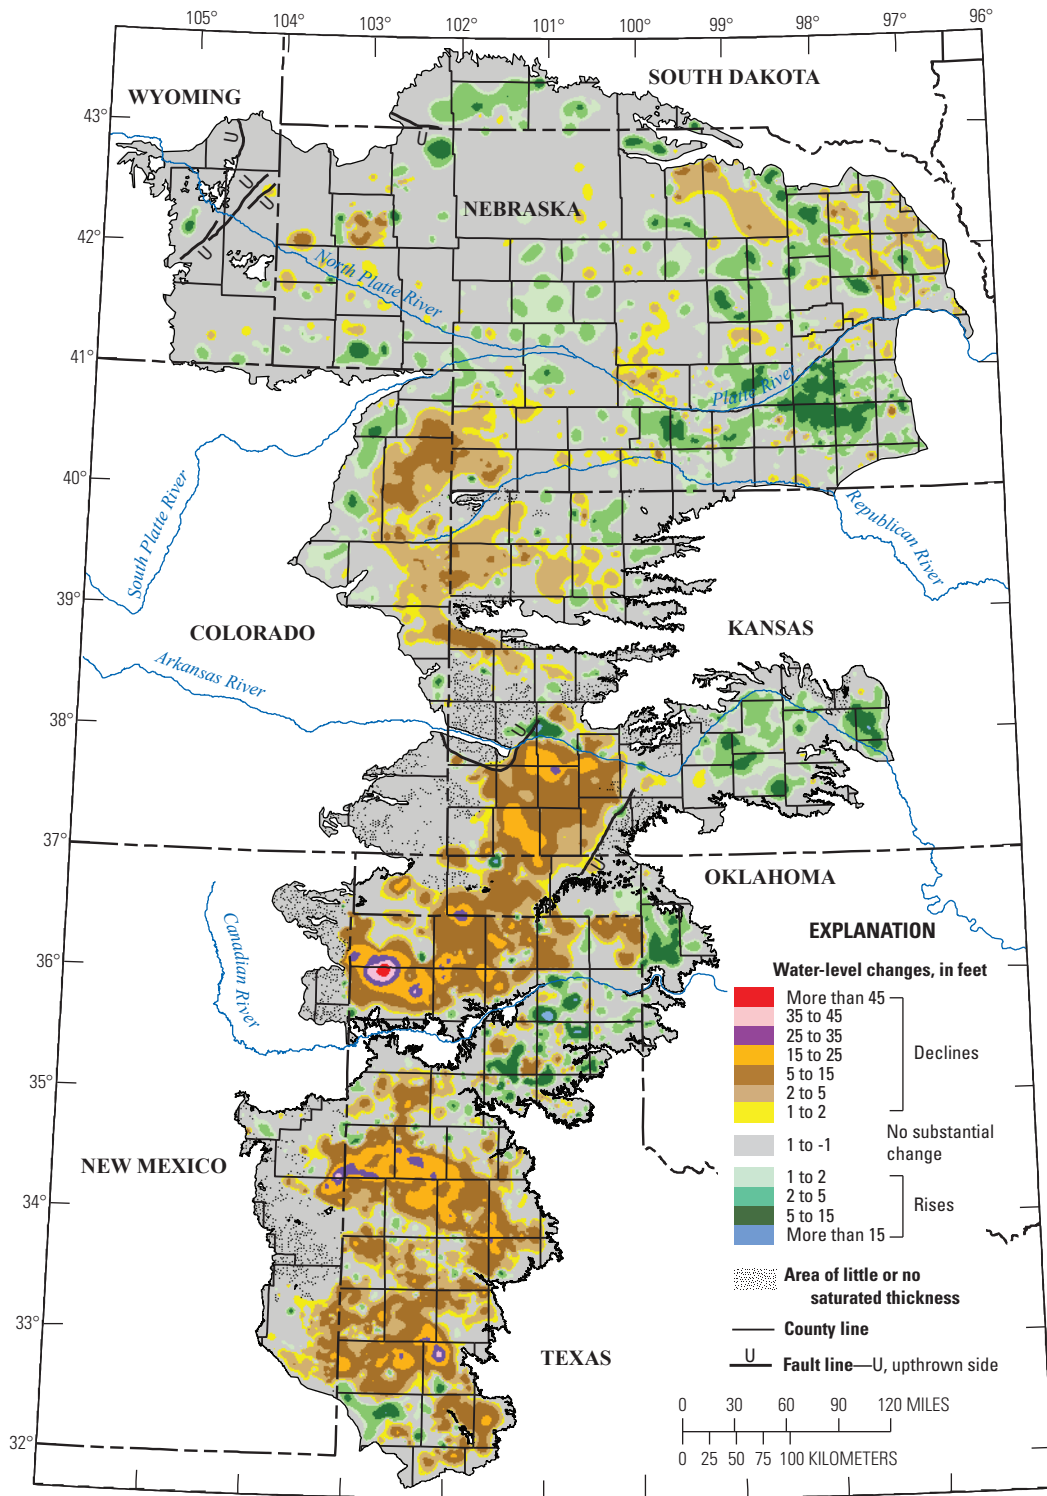 105° 104° 103° 102° 101° 100° 99° 98° 97° 96°
SOUTH DAKOTA
WYOMING
43°
U
U
U
U
U
NEBRASKA
42°
North Platte River
41°
Platte River
40°
South Platte River
Republican River
39°
COLORADO
KANSAS
Arkansas River
38°
U
37°
U
OKLAHOMA
Canadian River
36°
35°
NEW MEXICO
34°
33°
TEXAS
32°
EXPLANATION
Water-level changes, in feet
More than 45
35 to 45
25 to 35
15 to 25
5 to 15
2 to 5
1 to 2
Declines
1 to -1
No substantial
change
1 to 2
2 to 5
5 to 15
More than 15
Rises
Area of little or no
saturated thickness
County line
U
Fault line—U, upthrown side
0 30 60 90 120 MILES
0 25 50 75 100 KILOMETERS